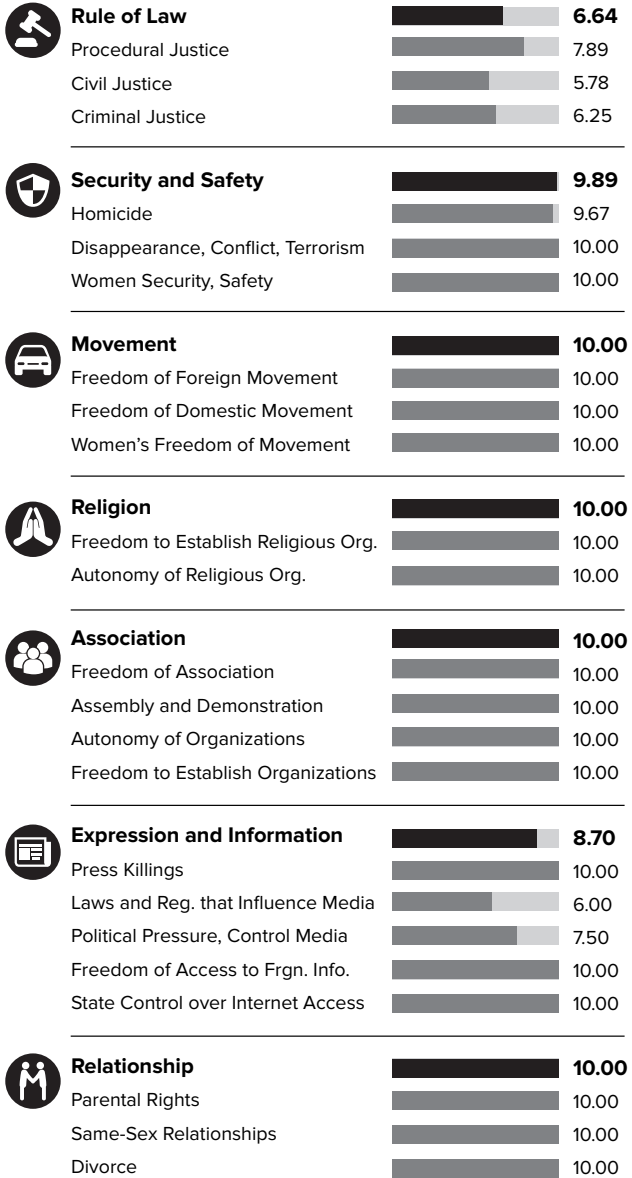 Rule of Law 6.64
Procedural Justice 7.89
Civil Justice 5.78
Criminal Justice 6.25
Security and Safety 9.89
Homicide 9.67
Disappearance, Conflict, Terrorism 10.00
Women Security, Safety 10.00
Movement 10.00
Freedom of Foreign Movement 10.00
Freedom of Domestic Movement 10.00
Women's Freedom of Movement 10.00
Religion 10.00
Freedom to Establish Religious Org. 10.00
Autonomy of Religious Org. 10.00
Association 10.00
Freedom of Association 10.00
Assembly and Demonstration 10.00
Autonomy of Organizations 10.00
Freedom to Establish Organizations 10.00
Expression and Information 8.70
Press Killings 10.00
Laws and Reg. that Influence Media 6.00
Political Pressure, Control Media 7.50
Freedom of Access to Frgn. Info. 10.00
State Control over Internet Access 10.00
Relationship 10.00
Parental Rights 10.00
Same-Sex Relationships 10.00
Divorce 10.00